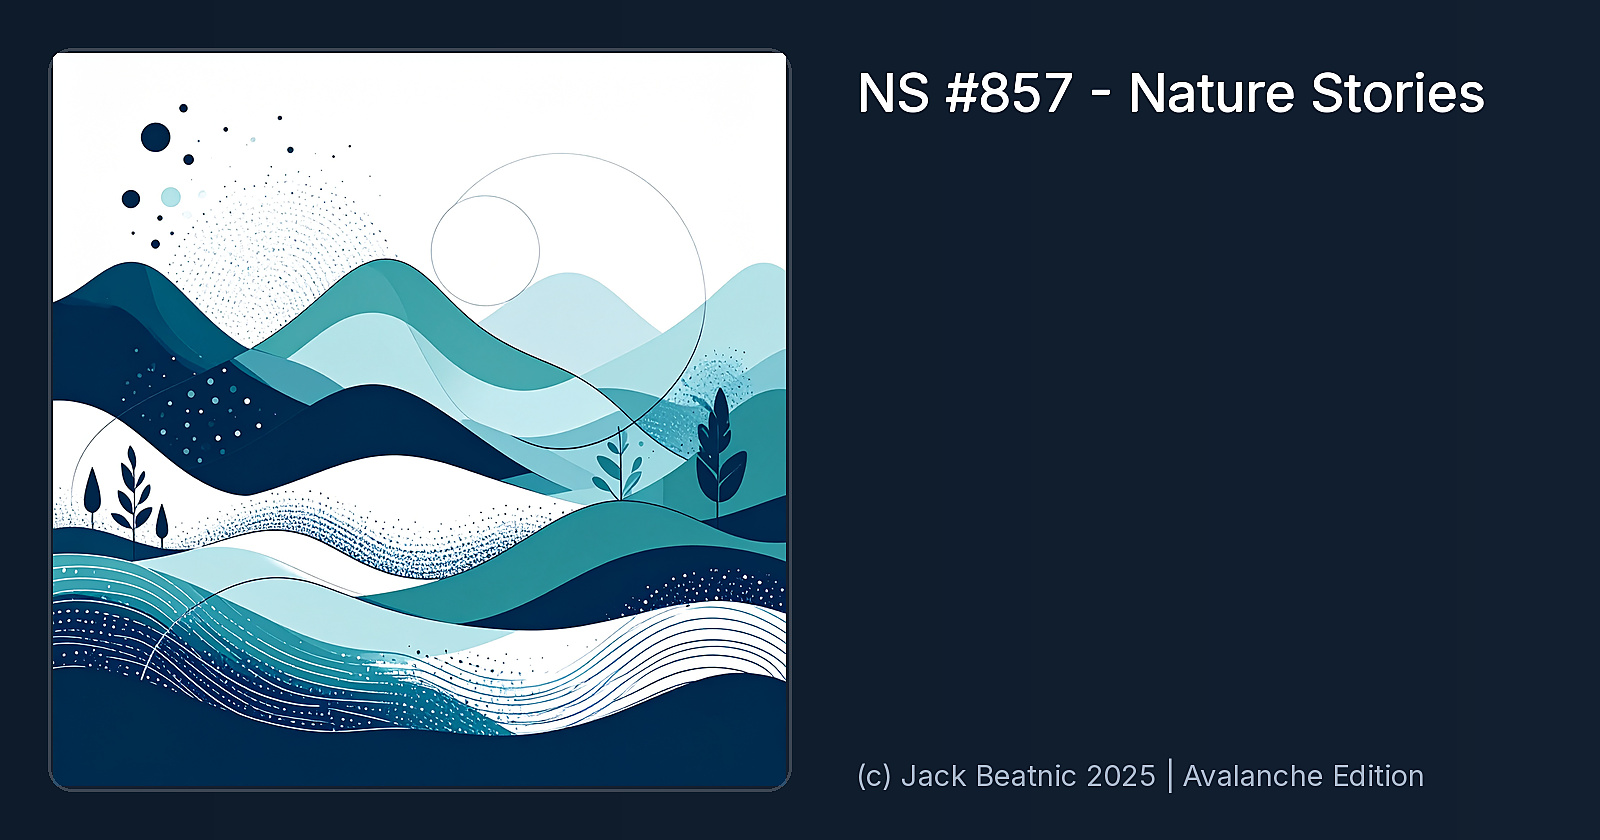 NS #857 - Nature Stories
(c) Jack Beatnic 2025 | Avalanche Edition